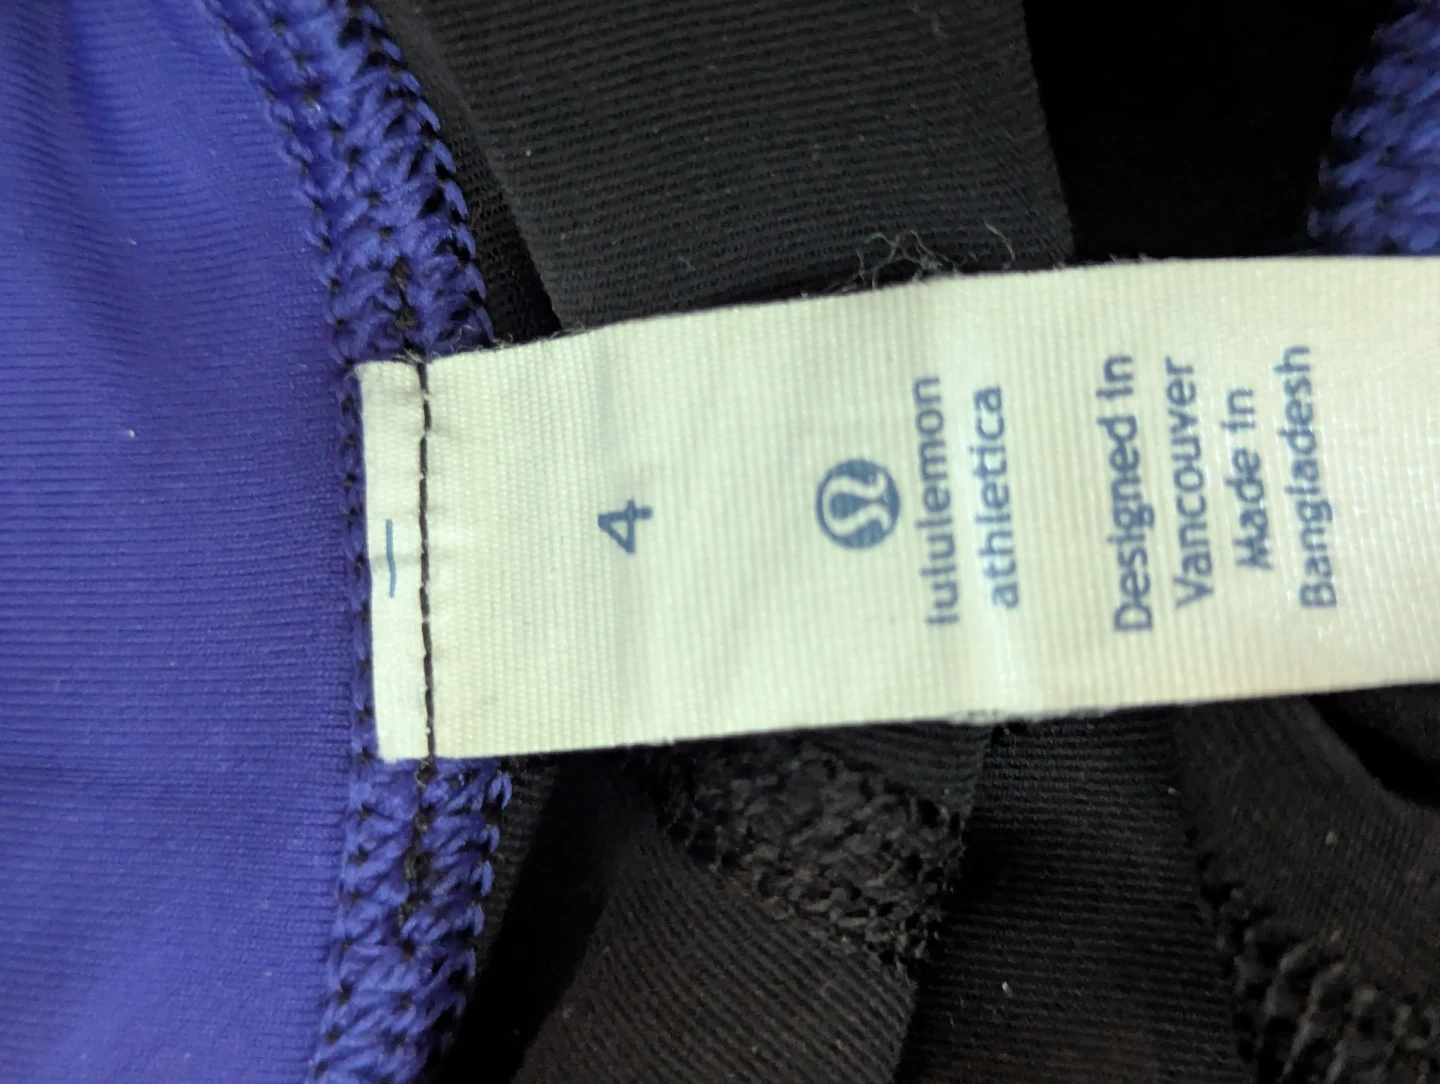 4
lululemon
athletica
Designed in
Vancouver
Made in
Bangladesh